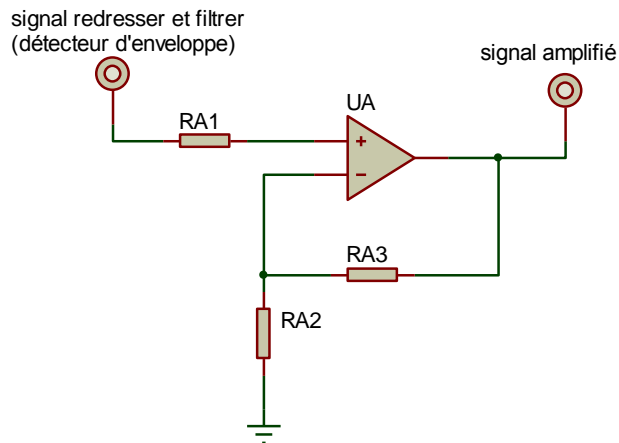 signal redresser et filtrer
(détecteur d'enveloppe)
signal amplifié
UA
RA1
+
−
RA3
RA2